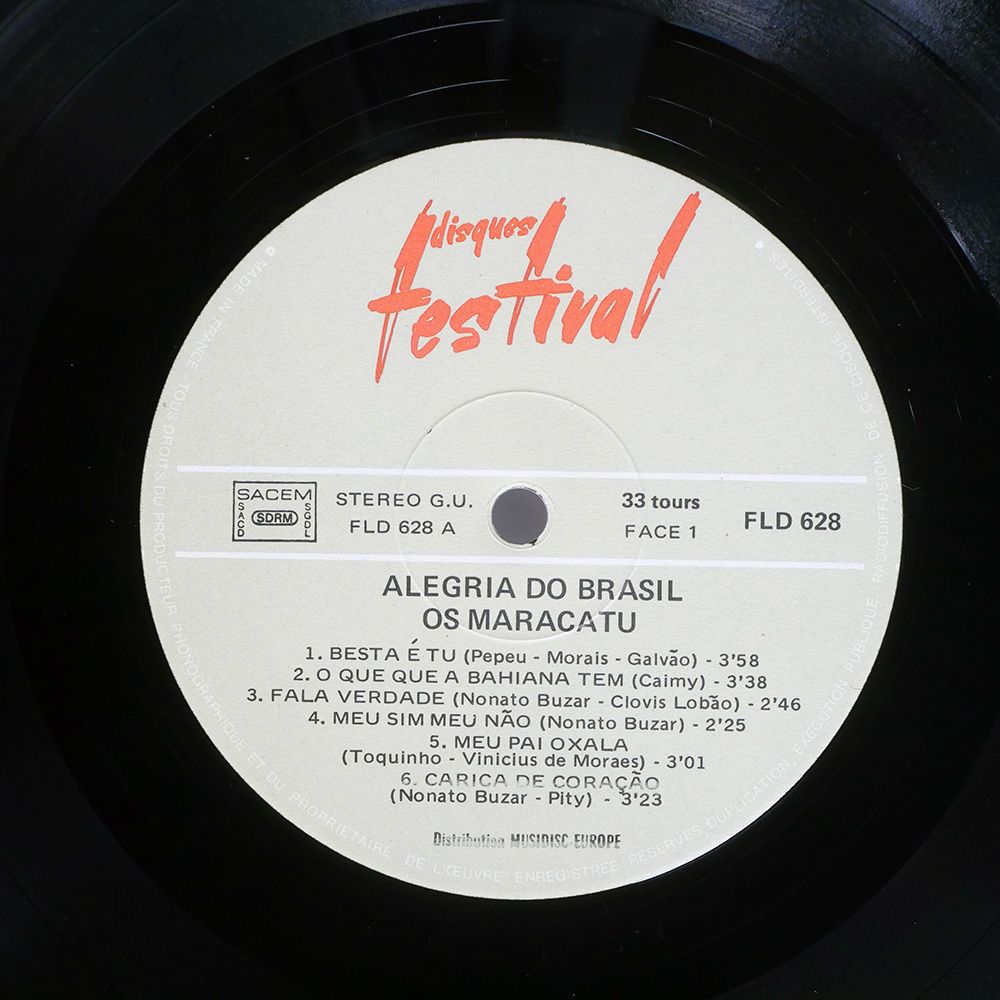 disques
festival
SACEM
SACD
SDRM
SGDL
STEREO G.U.
FLD 628 A
33 tours
FACE 1
FLD 628
ALEGRIA DO BRASIL
OS MARACATU
1. BESTA É TU (Pepeu - Morais - Galvão) - 3'58
2. O QUE QUE A BAHIANA TEM (Caimy) - 3'38
3. FALA VERDADE (Nonato Buzar - Clovis Lobão) - 2'46
4. MEU SIM MEU NÃO (Nonato Buzar) - 2'25
5. MEU PAI OXALA
(Toquinho - Vinicius de Moraes) - 3'01
6. CARICA DE CORAÇÃO
(Nonato Buzar - Pity) - 3'23
Distribution MUSIDISC-EUROPE
MADE IN FRANCE. TOUS DROITS DU PRODUCTEUR PHONOGRAPHIQUE ET DU PROPRIETAIRE DE L'ŒUVRE ENREGISTRÉE RESERVES, DUPLICATION, EXECUTION PUBLIQUE, RADIODIFFUSION DE CE DISQUE INTERDITES